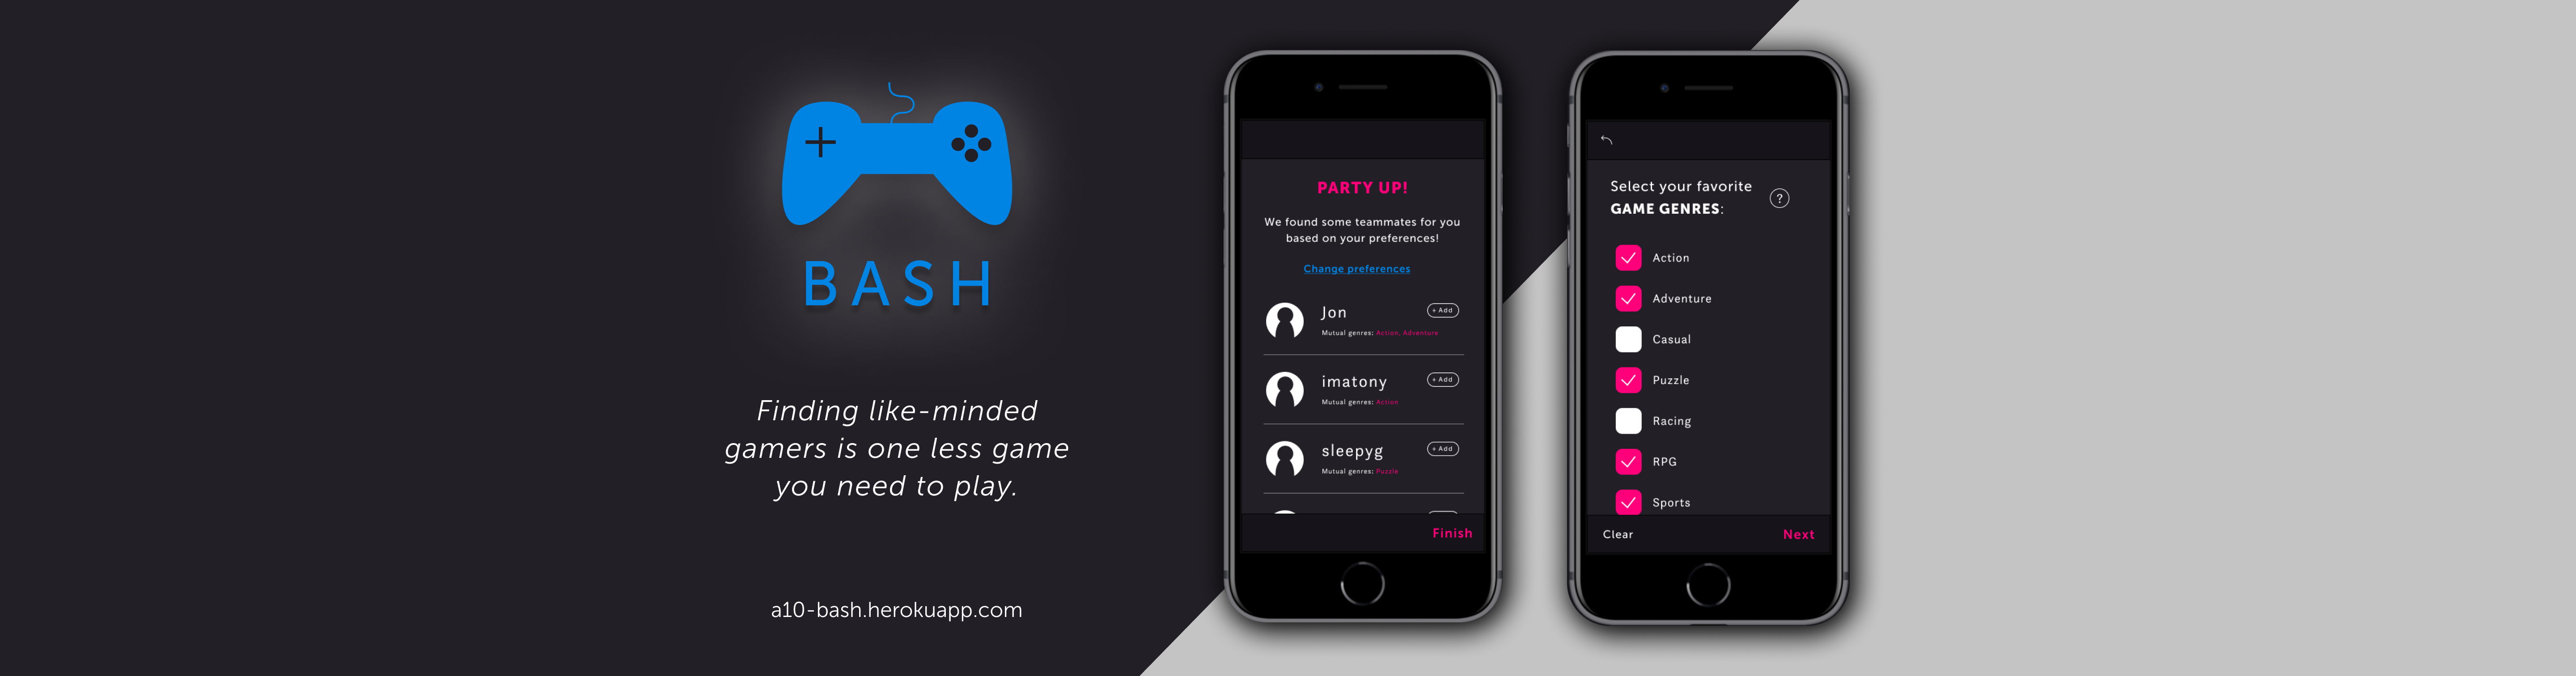 BASH
Finding like-minded
gamers is one less game
you need to play.
a10-bash.herokuapp.com
PARTY UP!
We found some teammates for you
based on your preferences!
Change preferences
Jon
+ Add
Mutual genres: Action, Adventure
imatony
+ Add
Mutual genres: Action
sleepyg
+ Add
Mutual genres: Puzzle
Finish
Select your favorite
GAME GENRES:
?
Action
Adventure
Casual
Puzzle
Racing
RPG
Sports
Clear
Next